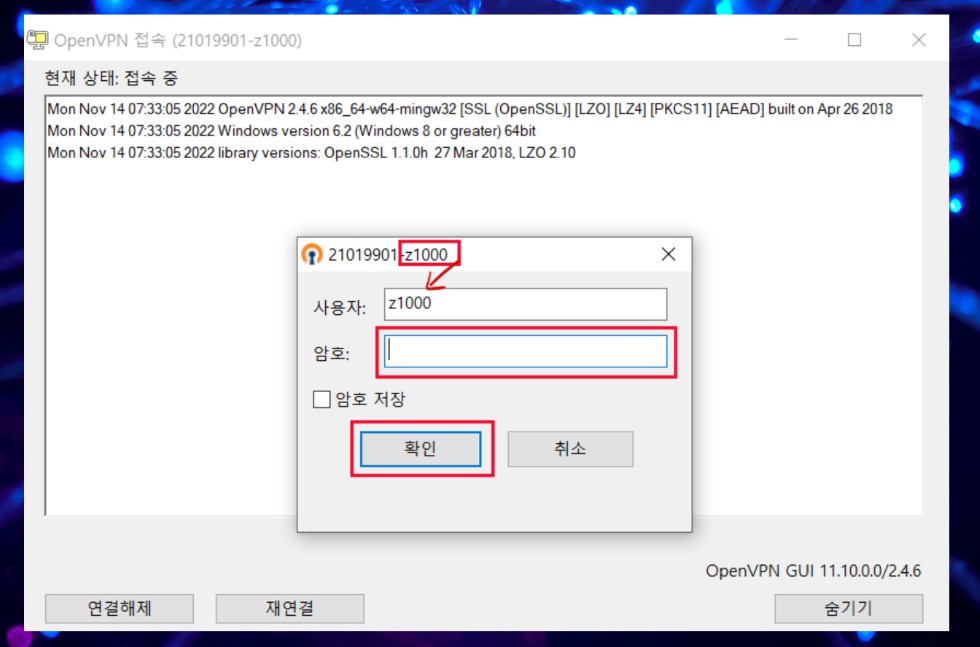 OpenVPN 접속 (21019901-z1000)
현재 상태: 접속 중
Mon Nov 14 07:33:05 2022 OpenVPN 2.4.6 x86_64-w64-mingw32 [SSL (OpenSSL)] [LZO] [LZ4] [PKCS11] [AEAD] built on Apr 26 2018
Mon Nov 14 07:33:05 2022 Windows version 6.2 (Windows 8 or greater) 64bit
Mon Nov 14 07:33:05 2022 library versions: OpenSSL 1.1.0h  27 Mar 2018, LZO 2.10
21019901-z1000
사용자: z1000
암호:
암호 저장
확인 취소
OpenVPN GUI 11.10.0.0/2.4.6
연결해제 재연결 숨기기